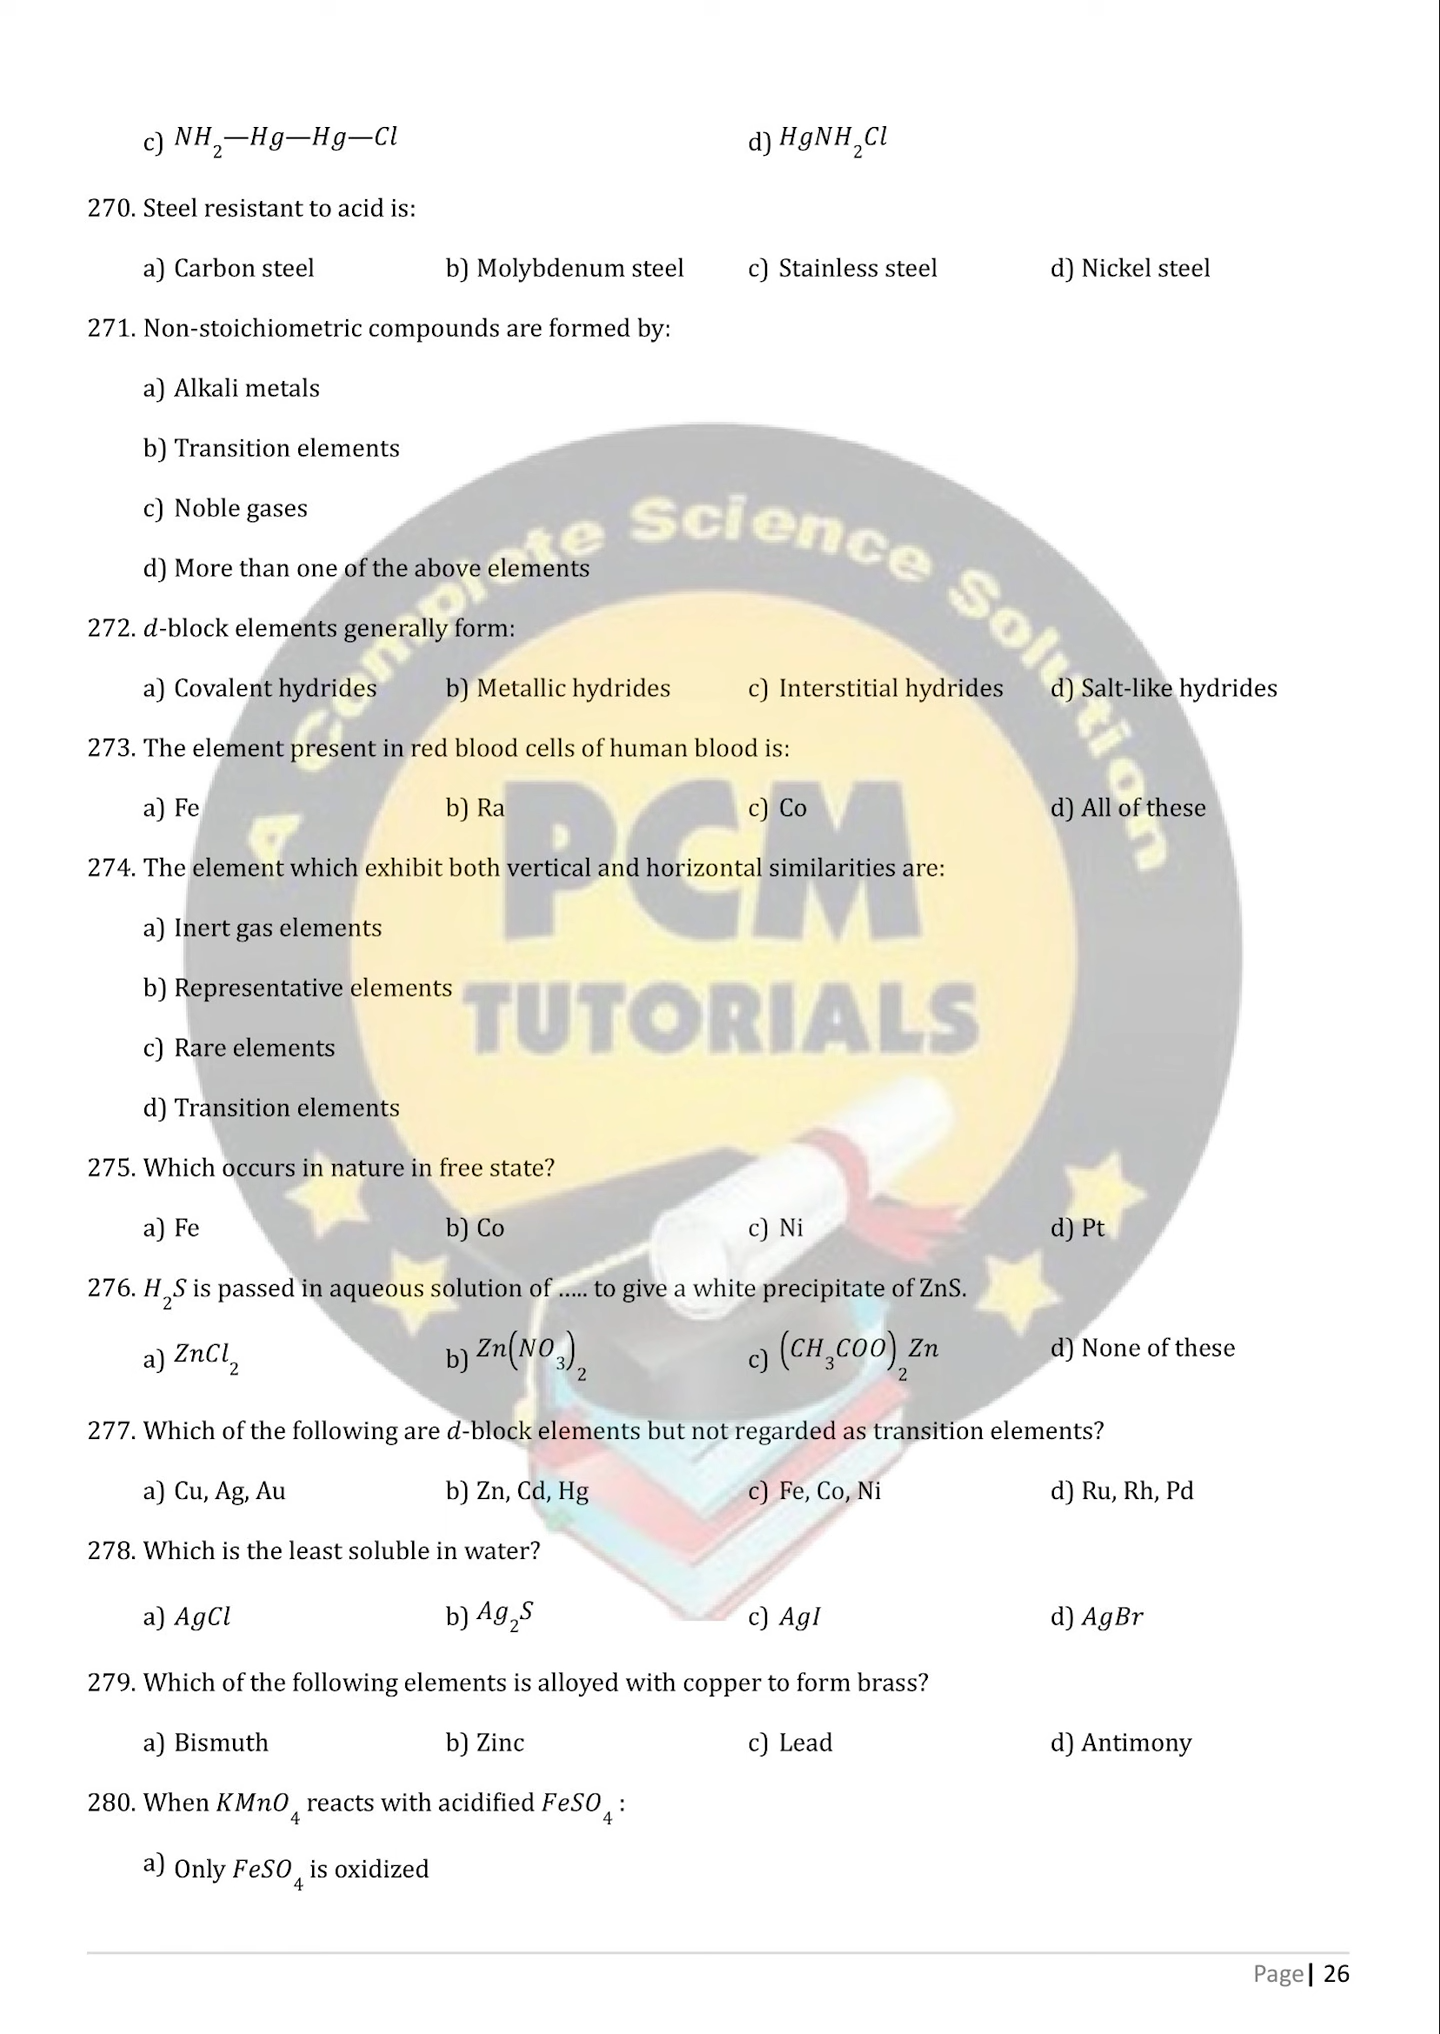 c) NH₂—Hg—Hg—Cl d) HgNH₂Cl
270. Steel resistant to acid is:
a) Carbon steel b) Molybdenum steel c) Stainless steel d) Nickel steel
271. Non-stoichiometric compounds are formed by:
a) Alkali metals
b) Transition elements
c) Noble gases
d) More than one of the above elements
272. d-block elements generally form:
a) Covalent hydrides b) Metallic hydrides c) Interstitial hydrides d) Salt-like hydrides
273. The element present in red blood cells of human blood is:
a) Fe b) Ra c) Co d) All of these
274. The element which exhibit both vertical and horizontal similarities are:
a) Inert gas elements
b) Representative elements
c) Rare elements
d) Transition elements
275. Which occurs in nature in free state?
a) Fe b) Co c) Ni d) Pt
276. H₂S is passed in aqueous solution of ..... to give a white precipitate of ZnS.
a) ZnCl₂ b) Zn(NO₃)₂ c) (CH₃COO)₂Zn d) None of these
277. Which of the following are d-block elements but not regarded as transition elements?
a) Cu, Ag, Au b) Zn, Cd, Hg c) Fe, Co, Ni d) Ru, Rh, Pd
278. Which is the least soluble in water?
a) AgCl b) Ag₂S c) AgI d) AgBr
279. Which of the following elements is alloyed with copper to form brass?
a) Bismuth b) Zinc c) Lead d) Antimony
280. When KMnO₄ reacts with acidified FeSO₄ :
a) Only FeSO₄ is oxidized
A Complete Science Solution
PCM
TUTORIALS
Page| 26